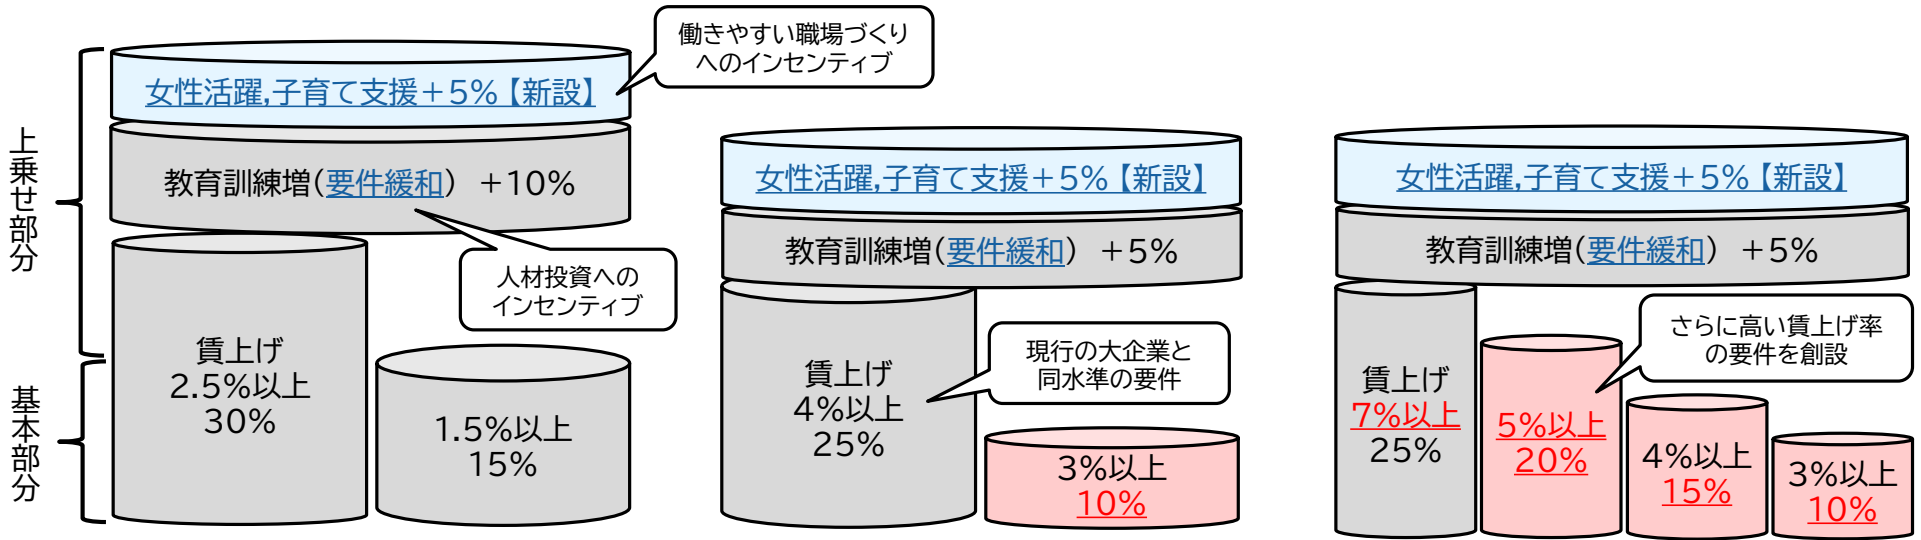 上乗せ部分
基本部分
働きやすい職場づくり
へのインセンティブ
女性活躍,子育て支援+5%【新設】
教育訓練増(要件緩和) +10%
人材投資への
インセンティブ
賃上げ
2.5%以上
30%
1.5%以上
15%
女性活躍,子育て支援+5%【新設】
教育訓練増(要件緩和) +5%
現行の大企業と
同水準の要件
賃上げ
4%以上
25%
3%以上
10%
女性活躍,子育て支援+5%【新設】
教育訓練増(要件緩和) +5%
さらに高い賃上げ率
の要件を創設
賃上げ
7%以上
25%
5%以上
20%
4%以上
15%
3%以上
10%